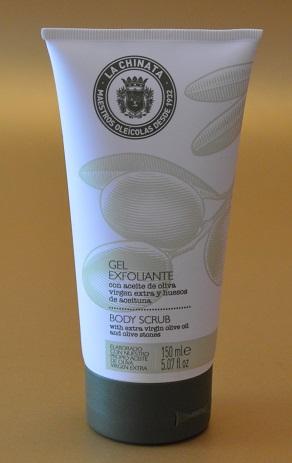 LA CHINATA
MAESTROS OLEÍCOLAS DESDE 1932
GEL
EXFOLIANTE
con aceite de oliva
virgen extra y huesos
de aceituna
BODY SCRUB
with extra virgin olive oil
and olive stones
ELABORADO
CON NUESTRO
PROPIO ACEITE
DE OLIVA
VIRGEN EXTRA
150 ml e
5.07 fl oz